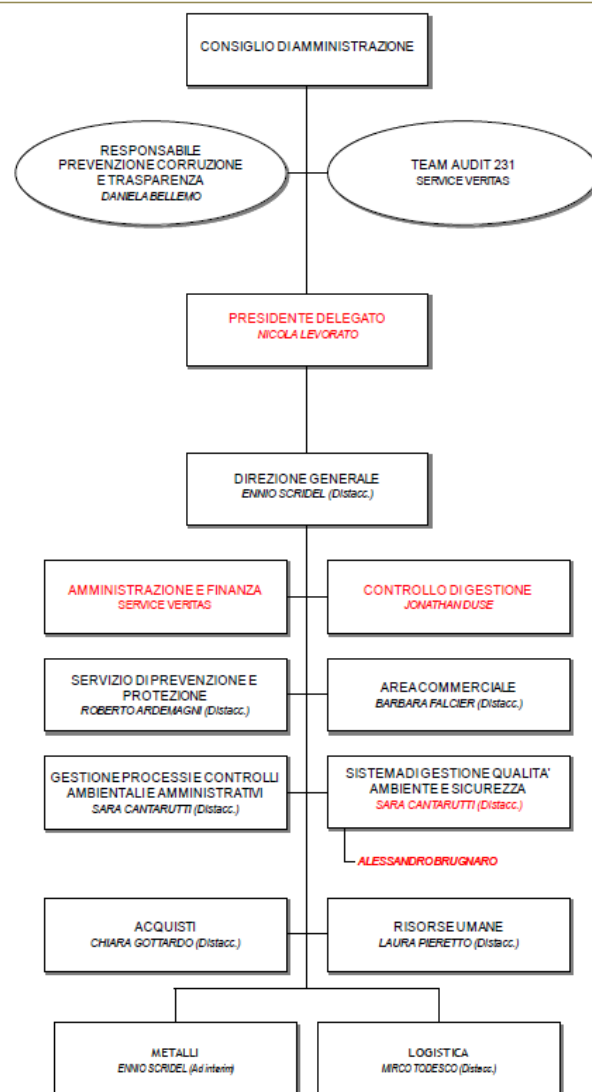 CONSIGLIO DI AMMINISTRAZIONE
RESPONSABILE
PREVENZIONE CORRUZIONE
E TRASPARENZA
DANIELA BELLEMO
TEAM AUDIT 231
SERVICE VERITAS
PRESIDENTE DELEGATO
NICOLA LEVORATO
DIREZIONE GENERALE
ENNIO SCRIDEL (Distacc.)
AMMINISTRAZIONE E FINANZA
SERVICE VERITAS
CONTROLLO DI GESTIONE
JONATHAN DUSE
SERVIZIO DI PREVENZIONE E
PROTEZIONE
ROBERTO ARDEMAGNI (Distacc.)
AREA COMMERCIALE
BARBARA FALCIER (Distacc.)
GESTIONE PROCESSI E CONTROLLI
AMBIENTALI E AMMINISTRATIVI
SARA CANTARUTTI (Distacc.)
SISTEMA DI GESTIONE QUALITA'
AMBIENTE E SICUREZZA
SARA CANTARUTTI (Distacc.)
ALESSANDRO BRUGNARO
ACQUISTI
CHIARA GOTTARDO (Distacc.)
RISORSE UMANE
LAURA PIERETTO (Distacc.)
METALLI
ENNIO SCRIDEL (Ad interim)
LOGISTICA
MIRCO TODESCO (Distacc.)